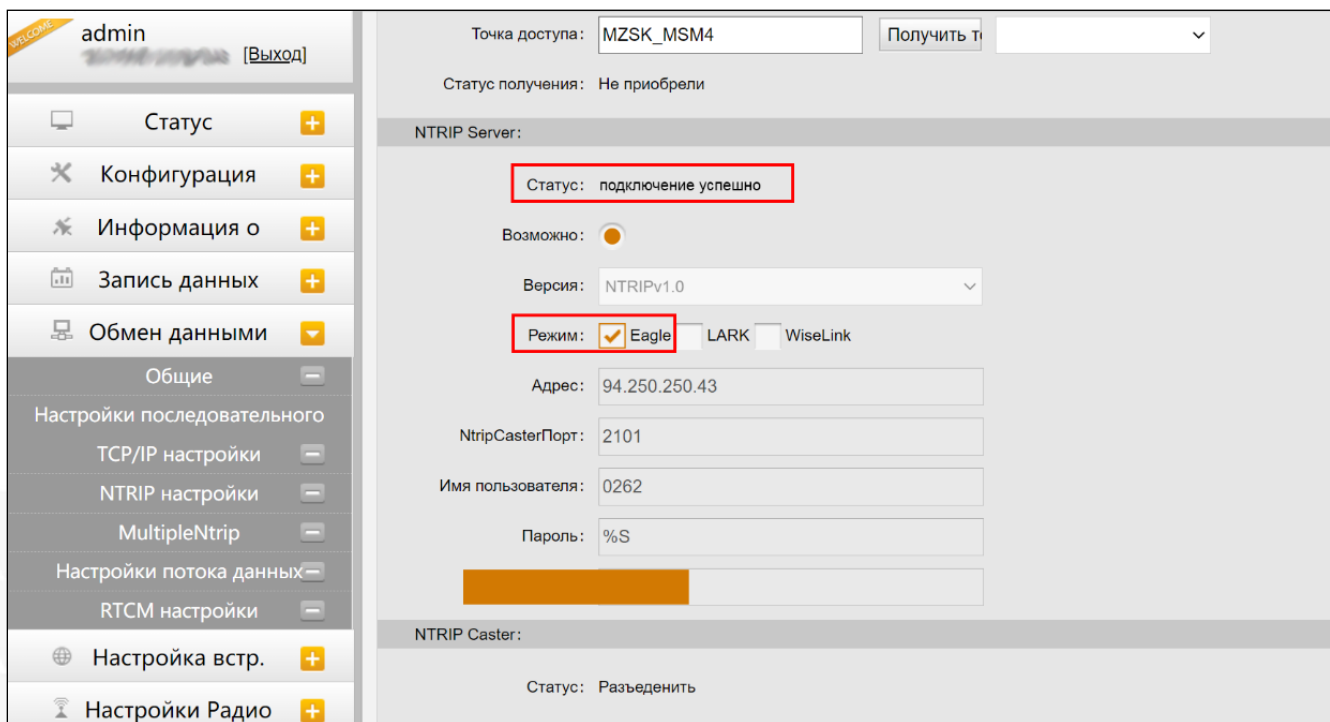 WELCOME
admin
[Выход]
Статус
Конфигурация
Информация о
Запись данных
Обмен данными
Общие
Настройки последовательного
TCP/IP настройки
NTRIP настройки
MultipleNtrip
Настройки потока данных
RTCM настройки
Настройка встр.
Настройки Радио
Точка доступа: MZSK_MSM4 Получить т
Статус получения: Не приобрели
NTRIP Server:
Статус: подключение успешно
Возможно:
Версия: NTRIPv1.0
Режим: Eagle LARK WiseLink
Адрес: 94.250.250.43
NtripCasterПорт: 2101
Имя пользователя: 0262
Пароль: %S
NTRIP Caster:
Статус: Разъеденить